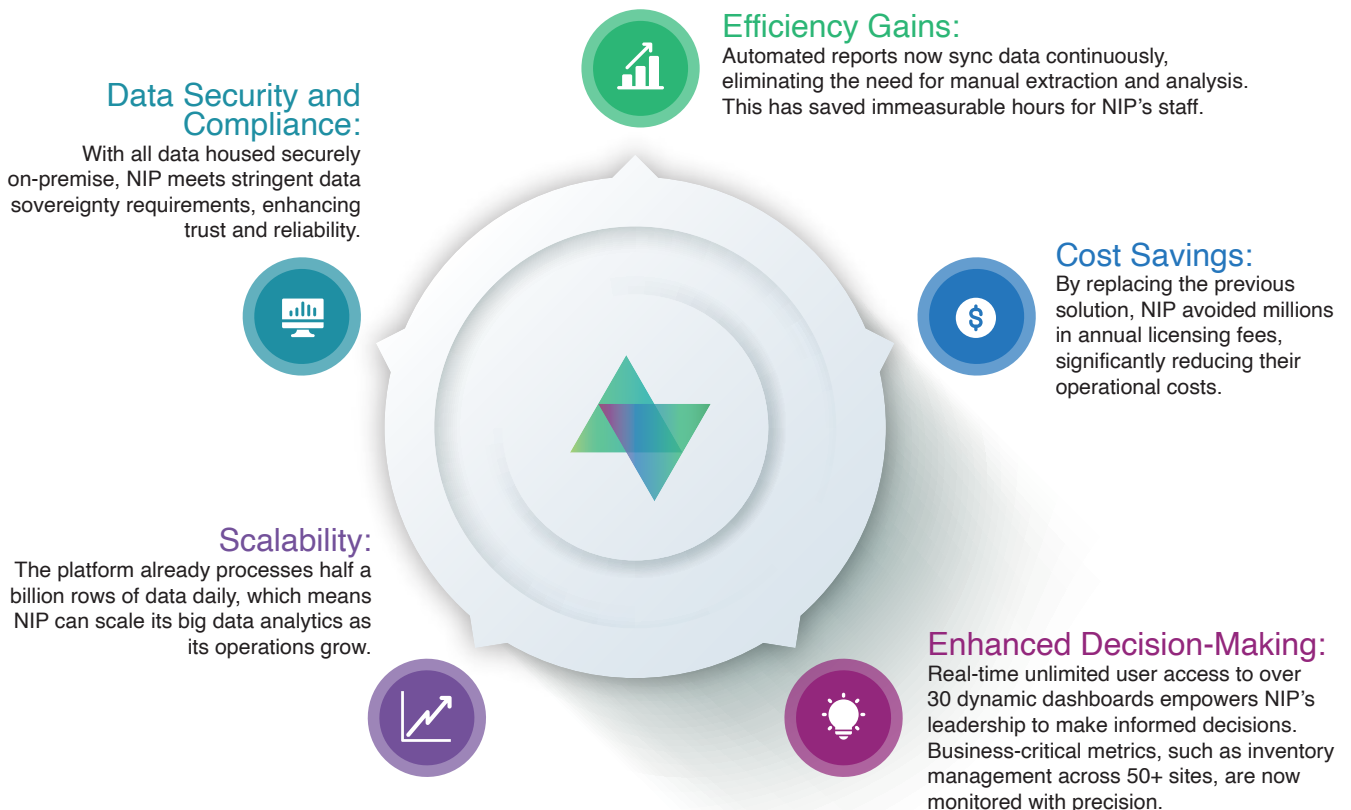 Efficiency Gains:
Automated reports now sync data continuously,
eliminating the need for manual extraction and analysis.
This has saved immeasurable hours for NIP’s staff.
Data Security and
Compliance:
With all data housed securely
on-premise, NIP meets stringent data
sovereignty requirements, enhancing
trust and reliability.
Cost Savings:
By replacing the previous
solution, NIP avoided millions
in annual licensing fees,
significantly reducing their
operational costs.
Scalability:
The platform already processes half a
billion rows of data daily, which means
NIP can scale its big data analytics as
its operations grow.
Enhanced Decision-Making:
Real-time unlimited user access to over
30 dynamic dashboards empowers NIP’s
leadership to make informed decisions.
Business-critical metrics, such as inventory
management across 50+ sites, are now
monitored with precision.